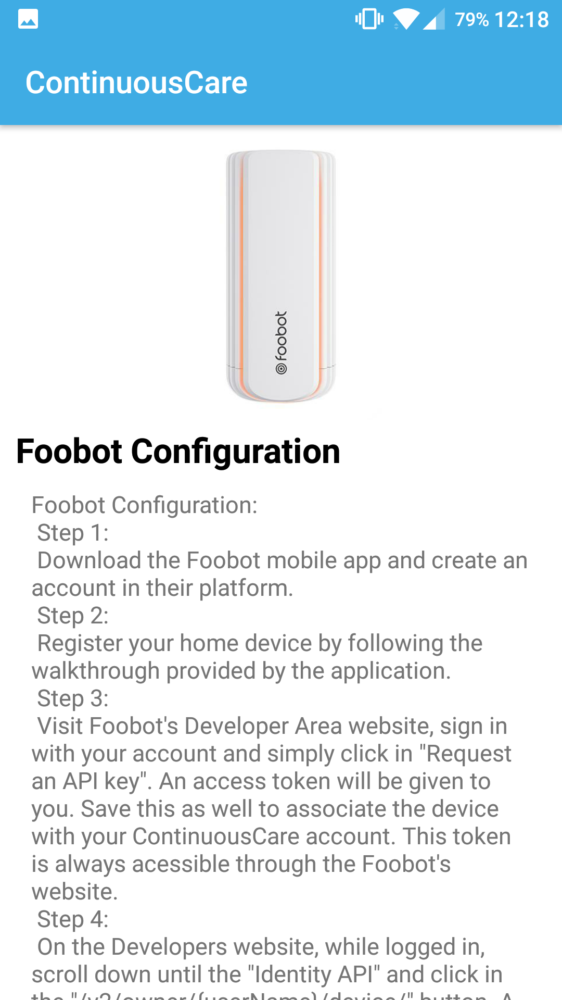 79% 12:18
ContinuousCare
foobot
Foobot Configuration
Foobot Configuration:
Step 1:
Download the Foobot mobile app and create an
account in their platform.
Step 2:
Register your home device by following the
walkthrough provided by the application.
Step 3:
Visit Foobot's Developer Area website, sign in
with your account and simply click in "Request
an API key". An access token will be given to
you. Save this as well to associate the device
with your ContinuousCare account. This token
is always acessible through the Foobot's
website.
Step 4:
On the Developers website, while logged in,
scroll down until the "Identity API" and click in
the "/v2/owner/{userName}/device/" button. A